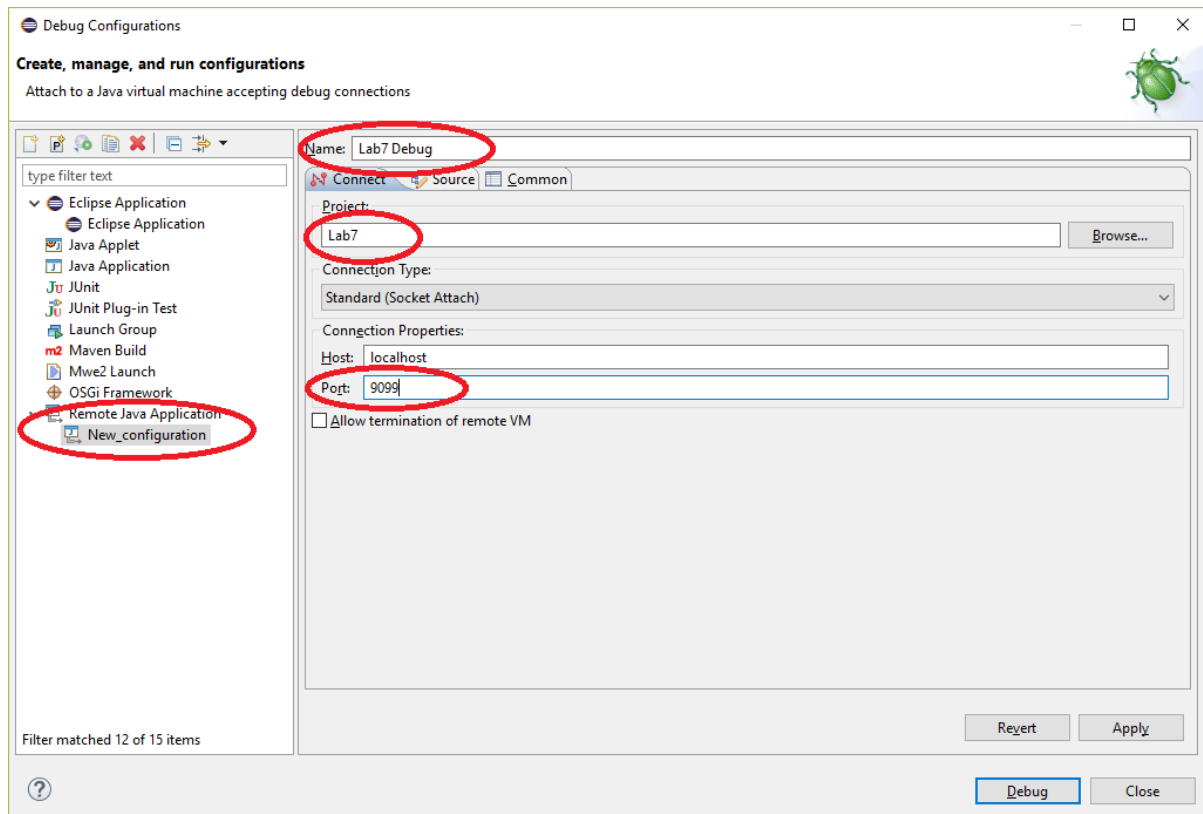 Debug Configurations
Create, manage, and run configurations
Attach to a Java virtual machine accepting debug connections
type filter text
Eclipse Application
Eclipse Application
Java Applet
Java Application
JUnit
JUnit Plug-in Test
Launch Group
Maven Build
Mwe2 Launch
OSGi Framework
Remote Java Application
New_configuration
Filter matched 12 of 15 items
Name: Lab7 Debug
Connect Source Common
Project:
Lab7 Browse...
Connection Type:
Standard (Socket Attach)
Connection Properties:
Host: localhost
Port: 9099
Allow termination of remote VM
Revert Apply
Debug Close